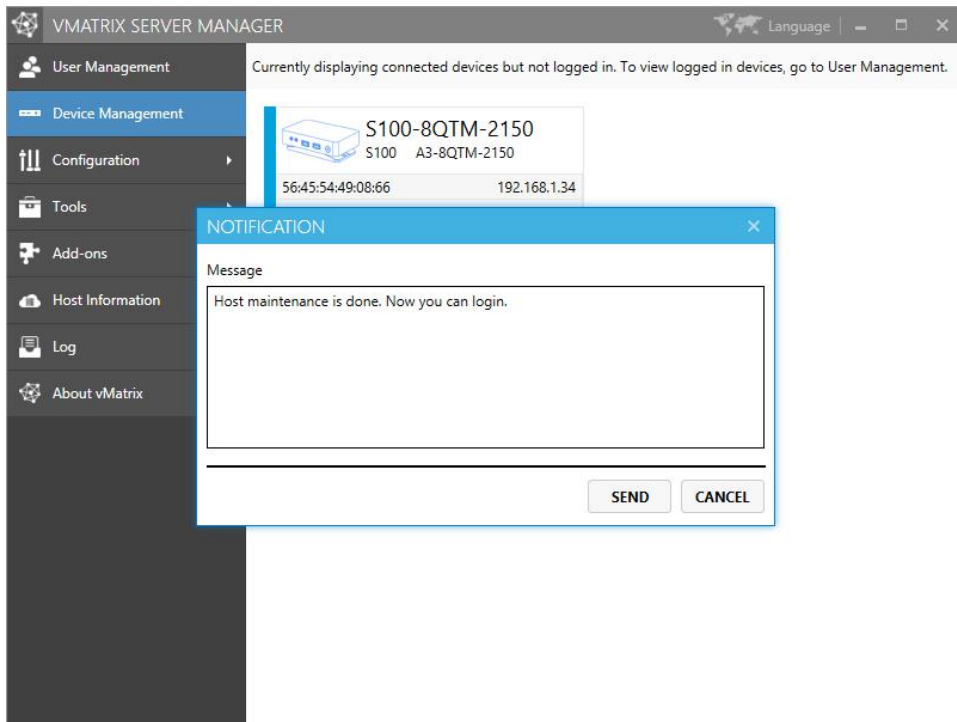 VMATRIX SERVER MANAGER
Language
User Management
Device Management
Configuration
Tools
Add-ons
Host Information
Log
About vMatrix
Currently displaying connected devices but not logged in. To view logged in devices, go to User Management.
S100-8QTM-2150
S100 A3-8QTM-2150
56:45:54:49:08:66 192.168.1.34
NOTIFICATION
Message
Host maintenance is done. Now you can login.
SEND CANCEL